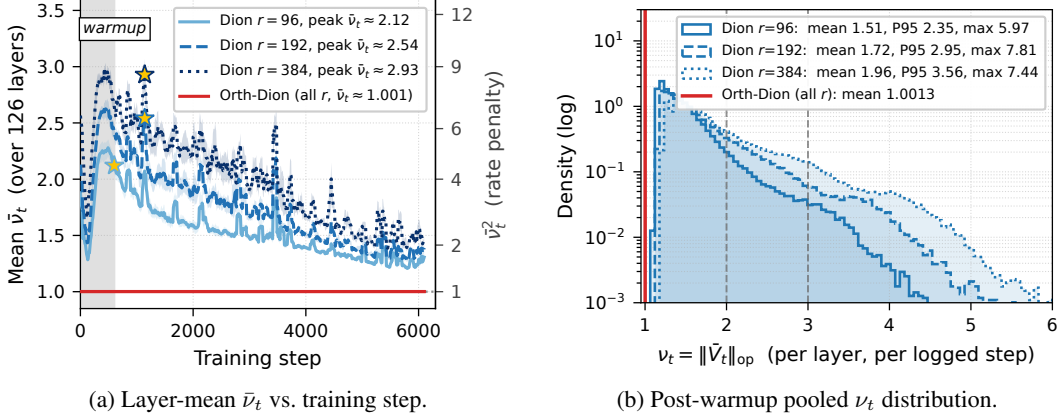 warmup
Dion r = 96, peak ν̄t ≈ 2.12
Dion r = 192, peak ν̄t ≈ 2.54
Dion r = 384, peak ν̄t ≈ 2.93
Orth-Dion (all r, ν̄t ≈ 1.001)
Mean ν̄t (over 126 layers)
3.5
3.0
2.5
2.0
1.5
1.0
0
2000
4000
6000
Training step
12
9
6
4
2
1
ν̄t² (rate penalty)
(a) Layer-mean ν̄t vs. training step.
Dion r=96: mean 1.51, P95 2.35, max 5.97
Dion r=192: mean 1.72, P95 2.95, max 7.81
Dion r=384: mean 1.96, P95 3.56, max 7.44
Orth-Dion (all r): mean 1.0013
Density (log)
10¹
10⁰
10⁻¹
10⁻²
10⁻³
1
2
3
4
5
6
νt = ‖V̄t‖op (per layer, per logged step)
(b) Post-warmup pooled νt distribution.